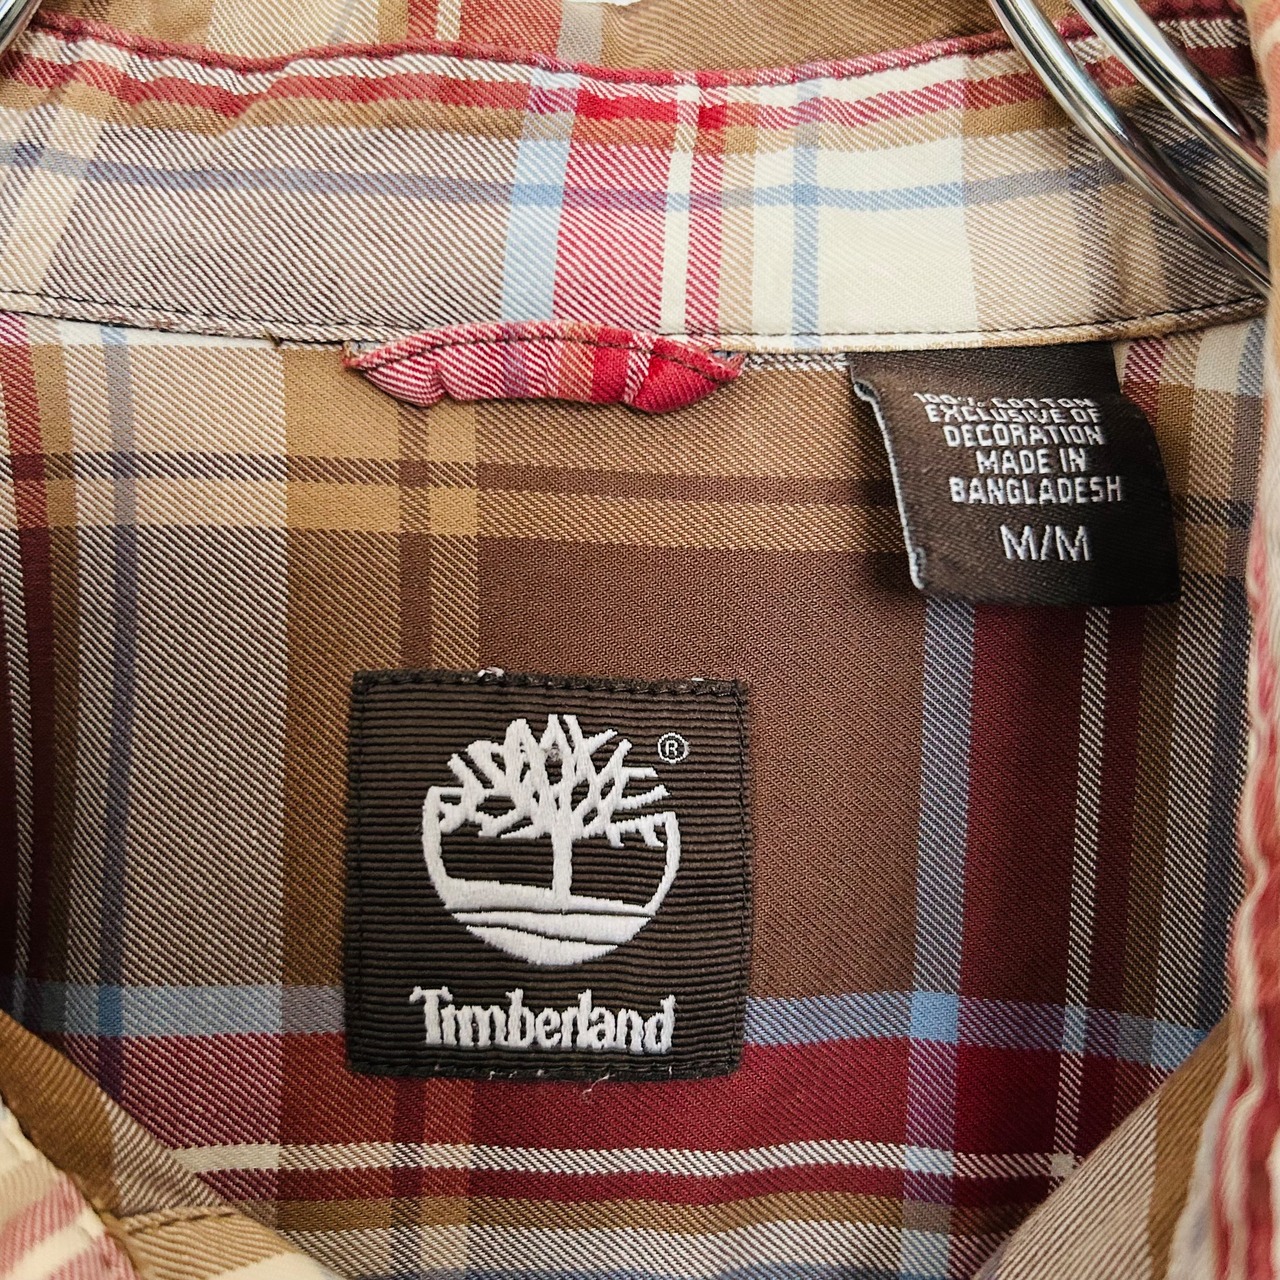 100% COTTON
EXCLUSIVE OF
DECORATION
MADE IN
BANGLADESH
M/M
®
Timberland